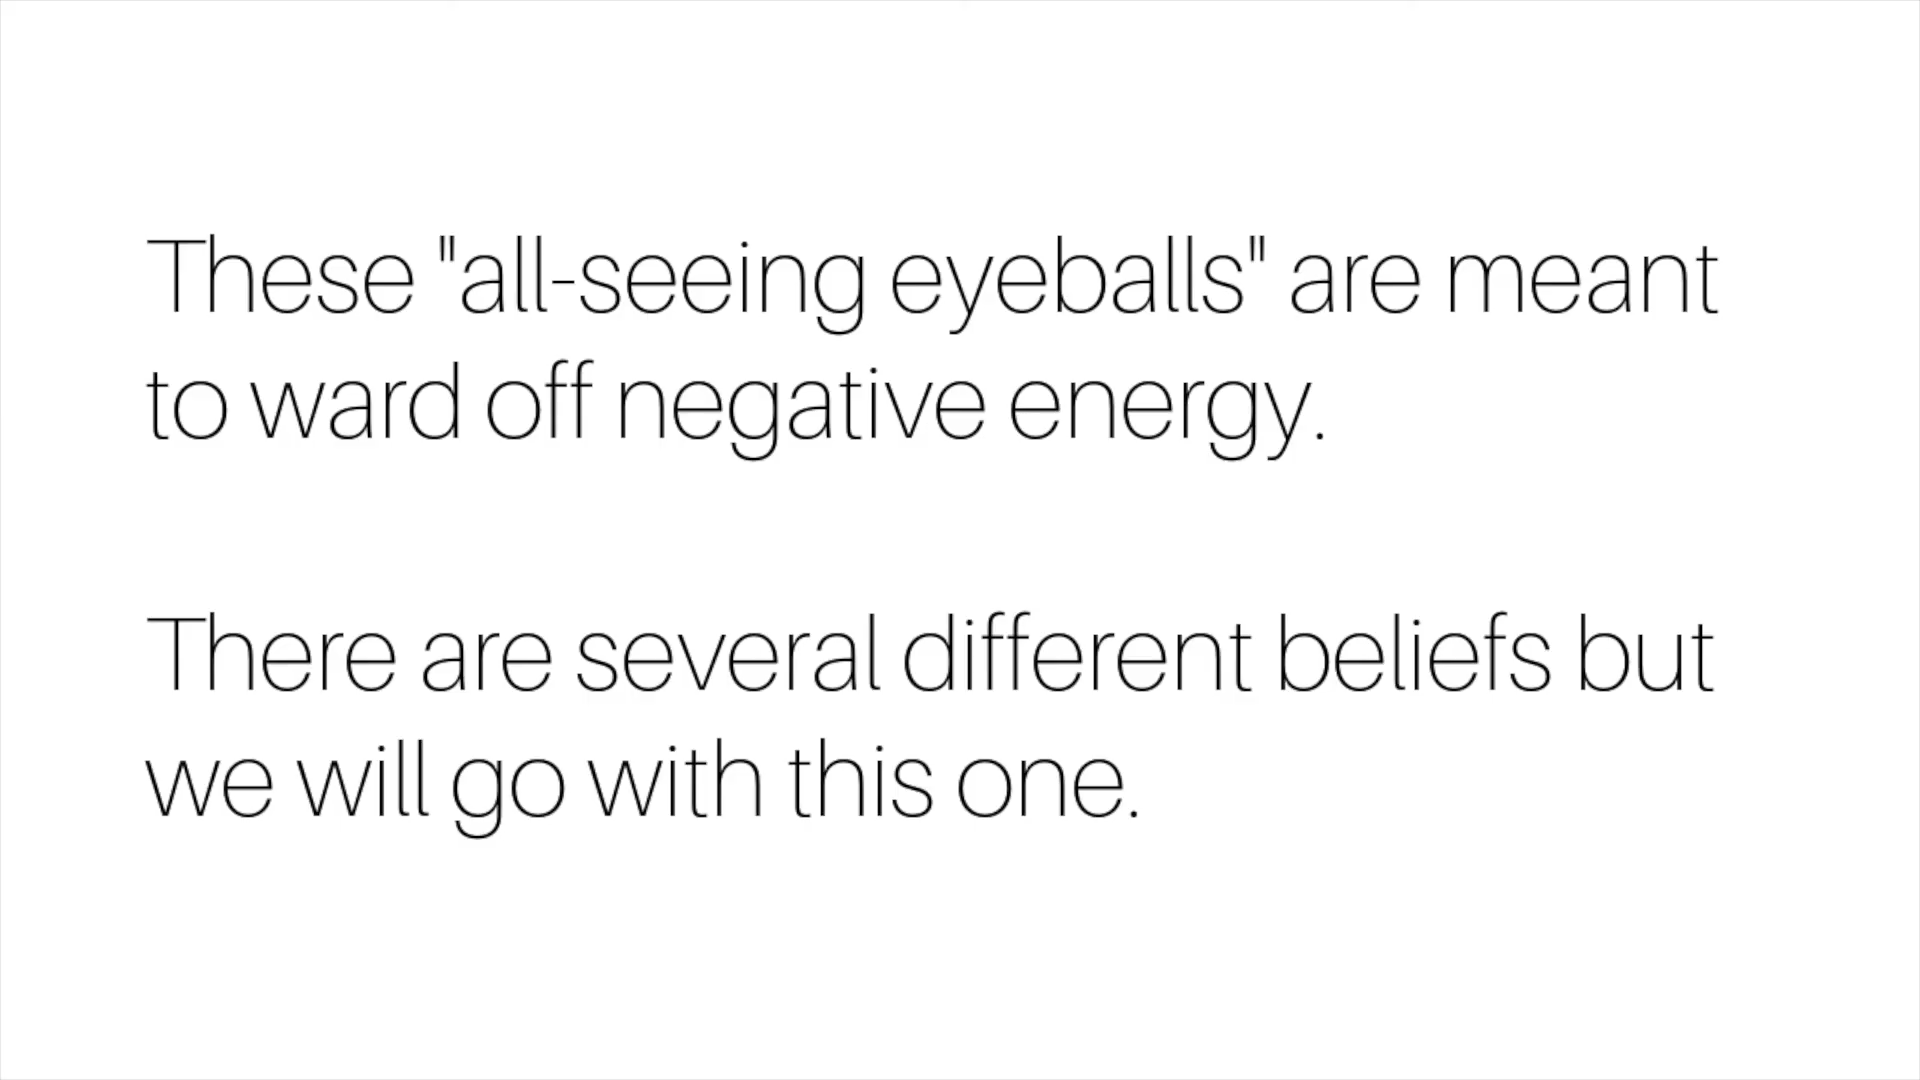 These "all-seeing eyeballs" are meant
to ward off negative energy.
There are several different beliefs but
we will go with this one.